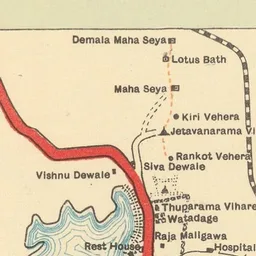 Demala Maha Seya
Lotus Bath
Maha Seya
Kiri Vehera
Jetavanarama Vi
Rankot Vehera
Siva Dewale
Vishnu Dewale
Thuparama Vihare
Watadage
Raja Maligawa
Rest House
Hospital